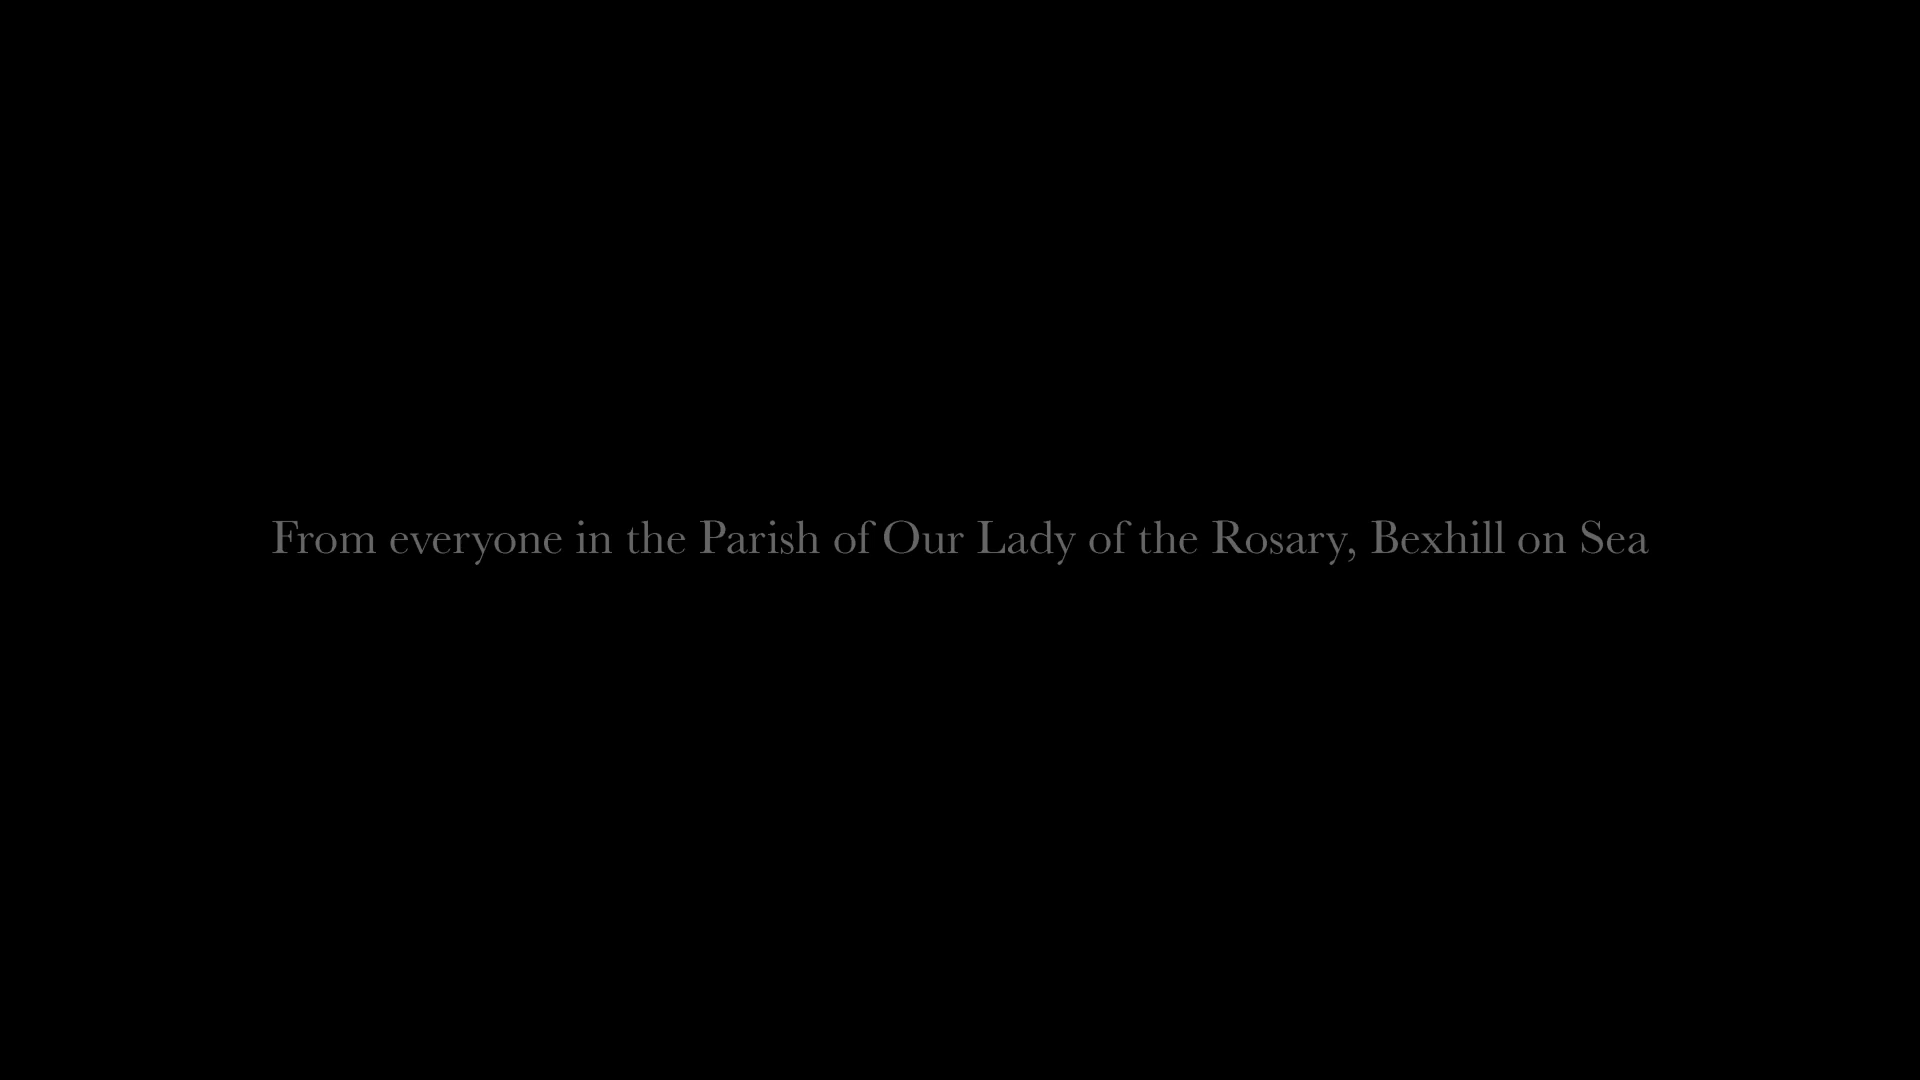 From everyone in the Parish of Our Lady of the Rosary, Bexhill on Sea